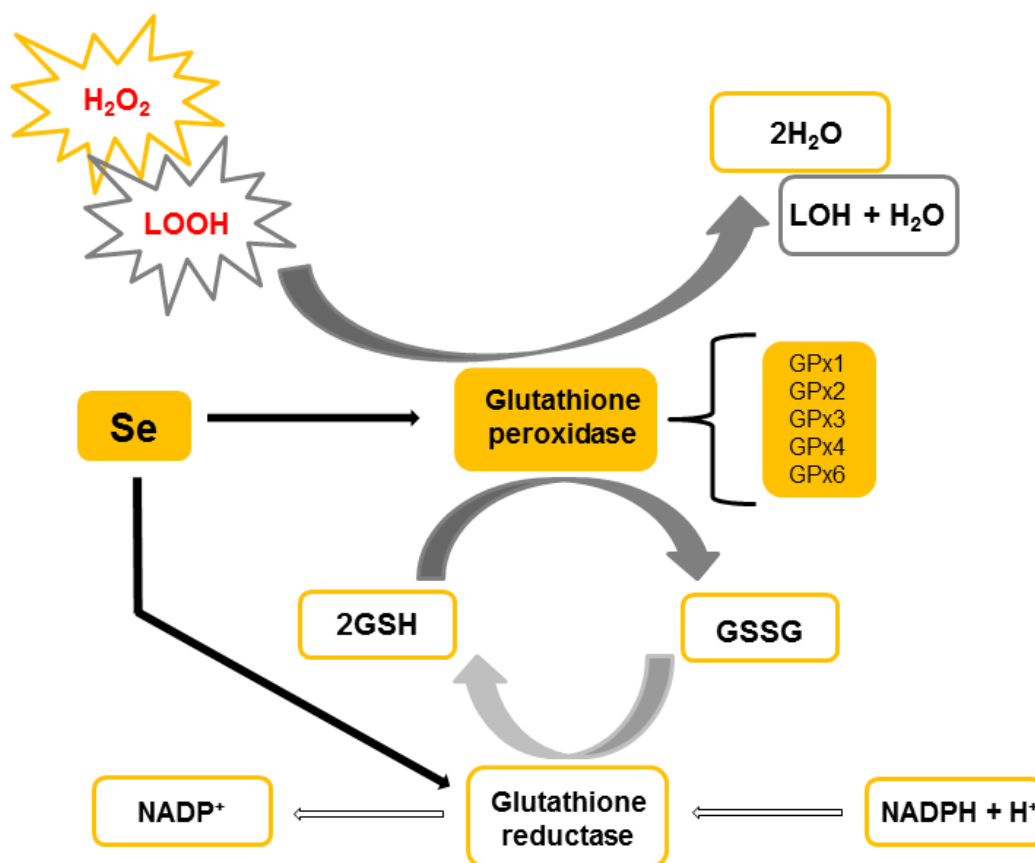 H₂O₂
LOOH
2H₂O
LOH + H₂O
Se
Glutathione
peroxidase
GPx1
GPx2
GPx3
GPx4
GPx6
2GSH
GSSG
NADP⁺
Glutathione
reductase
NADPH + H⁺